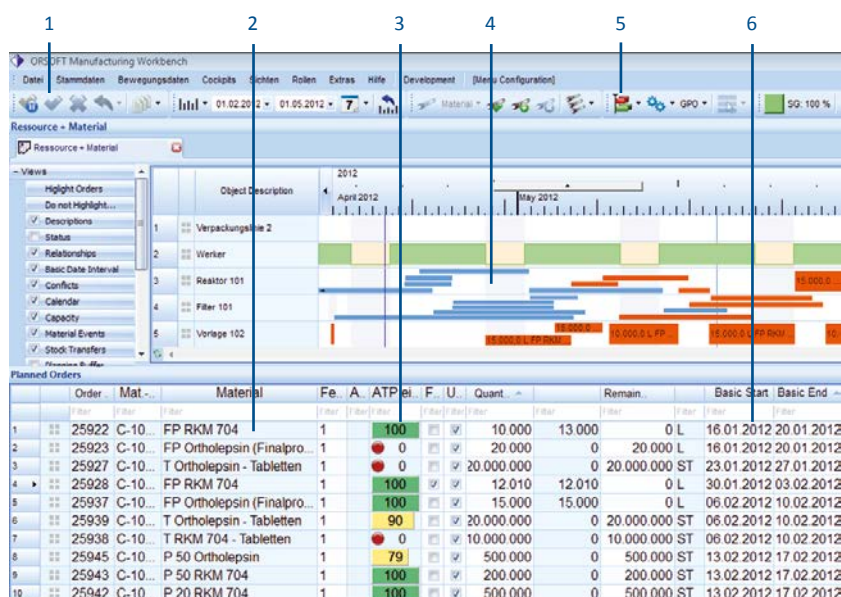 1 2 3 4 5 6
ORSOFT Manufacturing Workbench
Datei Stammdaten Bewegungsdaten Cockpits Sichten Rollen Extras Hilfe Development [Menu Configuration]
01.02.2012 01.05.2012 7 Material GPO SG: 100 %
Ressource + Material
Ressource + Material
Views
Higlight Orders
Do not Highlight...
Descriptions
Status
Relationships
Basic Date Interval
Conflicts
Calendar
Capacity
Material Events
Stock Transfers
Planning Buffer
Object Description
2012
April 2012 May 2012
1 Verpackungslinie 2
2 Werker
3 Reaktor 101 15.000,0
4 Filter 101
5 Vorlage 102 15.000,0 L FP RKM ... 15.000,0 ... 10.000,0 L FP ... 15.000,0 L FP RKM... 10.
Planned Orders
Order .. Mat.-.. Material Fe.. A.. ATP ei.. F.. U.. Quant.. Remain.. Basic Start Basic End
Filter Filter Filter Filter Filter Filter Filter Filter Filter Filter Filter Filter Filter
1 25922 C-10... FP RKM 704 1 100 10.000 13.000 0 L 16.01.2012 20.01.2012
2 25923 C-10... FP Ortholepsin (Finalpro... 1 0 20.000 0 20.000 L 16.01.2012 20.01.2012
3 25927 C-10... T Ortholepsin - Tabletten 1 0 20.000.000 0 20.000.000 ST 23.01.2012 27.01.2012
4 25928 C-10... FP RKM 704 1 100 12.010 12.010 0 L 30.01.2012 03.02.2012
5 25937 C-10... FP Ortholepsin (Finalpro... 1 100 15.000 15.000 0 L 06.02.2012 10.02.2012
6 25939 C-10... T Ortholepsin - Tabletten 1 90 20.000.000 0 20.000.000 ST 06.02.2012 10.02.2012
7 25938 C-10... T RKM 704 - Tabletten 1 0 10.000.000 0 10.000.000 ST 06.02.2012 10.02.2012
8 25945 C-10... P 50 Ortholepsin 1 79 500.000 0 500.000 ST 13.02.2012 17.02.2012
9 25943 C-10... P 50 RKM 704 1 100 200.000 0 200.000 ST 13.02.2012 17.02.2012
10 25942 C-10... P 20 RKM 704 1 100 500.000 0 500.000 ST 13.02.2012 17.02.2012